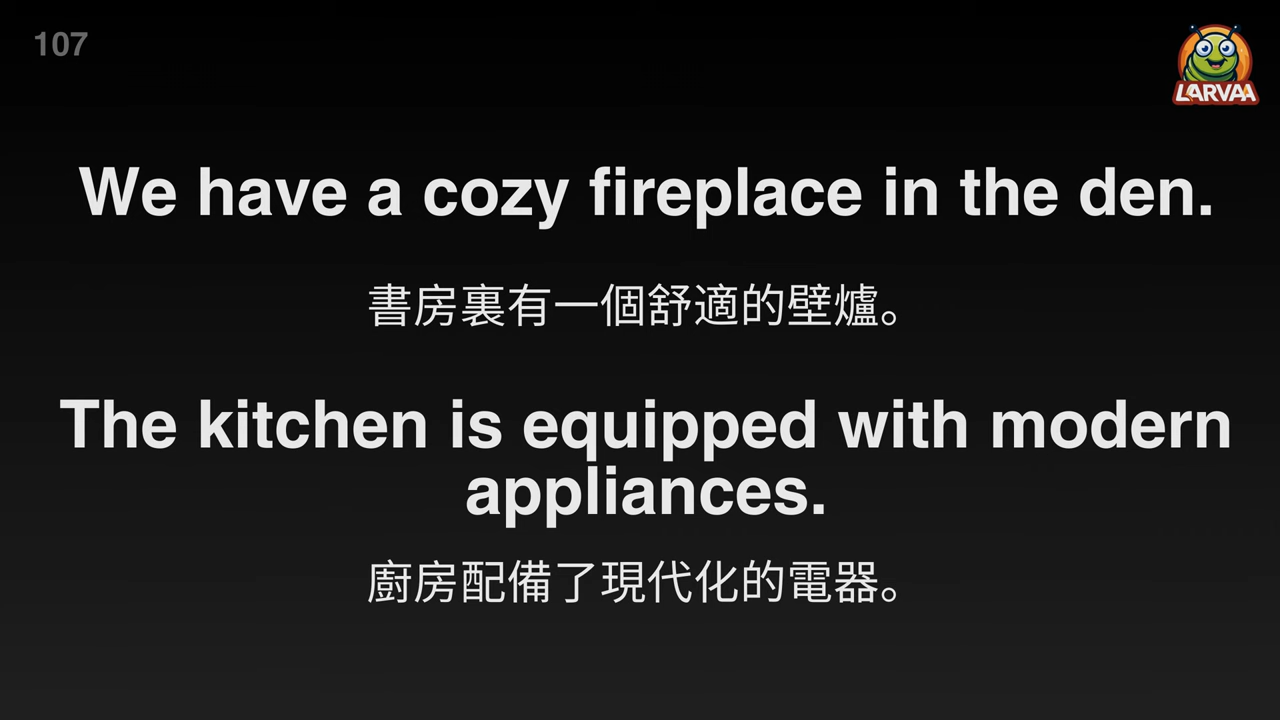 107
LARVAA
We have a cozy fireplace in the den.
書房裏有一個舒適的壁爐。
The kitchen is equipped with modern
appliances.
廚房配備了現代化的電器。